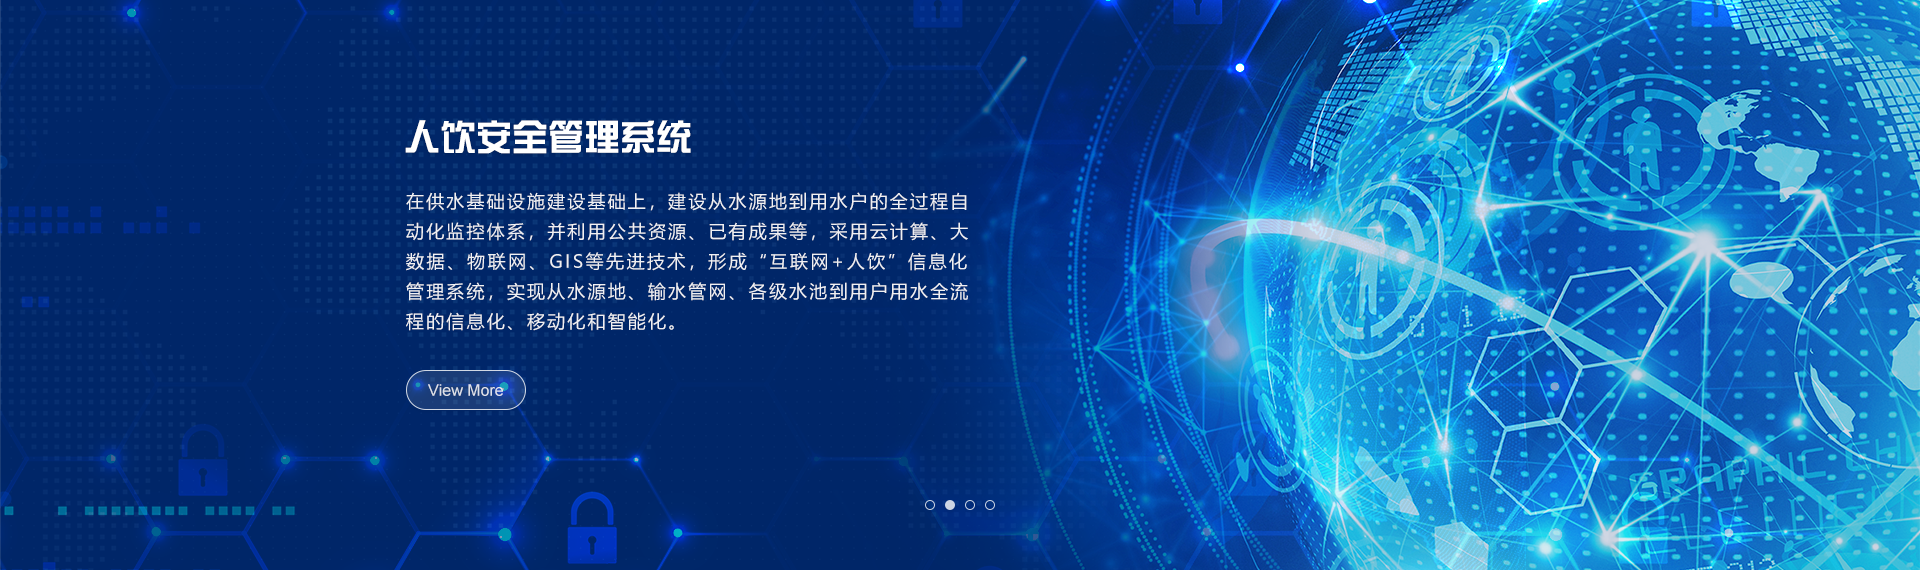 人饮安全管理系统
在供水基础设施建设基础上，建设从水源地到用水户的全过程自
动化监控体系，并利用公共资源、已有成果等，采用云计算、大
数据、物联网、GIS等先进技术，形成“互联网+人饮”信息化
管理系统，实现从水源地、输水管网、各级水池到用户用水全流
程的信息化、移动化和智能化。
View More
GRAPHIC